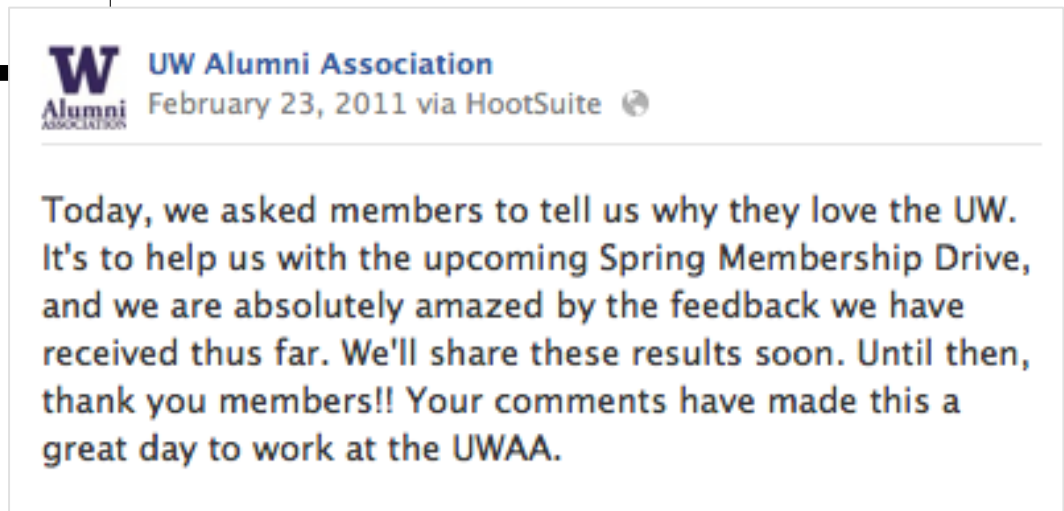 W
Alumni
ASSOCIATION
UW Alumni Association
February 23, 2011 via HootSuite
Today, we asked members to tell us why they love the UW.
It's to help us with the upcoming Spring Membership Drive,
and we are absolutely amazed by the feedback we have
received thus far. We'll share these results soon. Until then,
thank you members!! Your comments have made this a
great day to work at the UWAA.